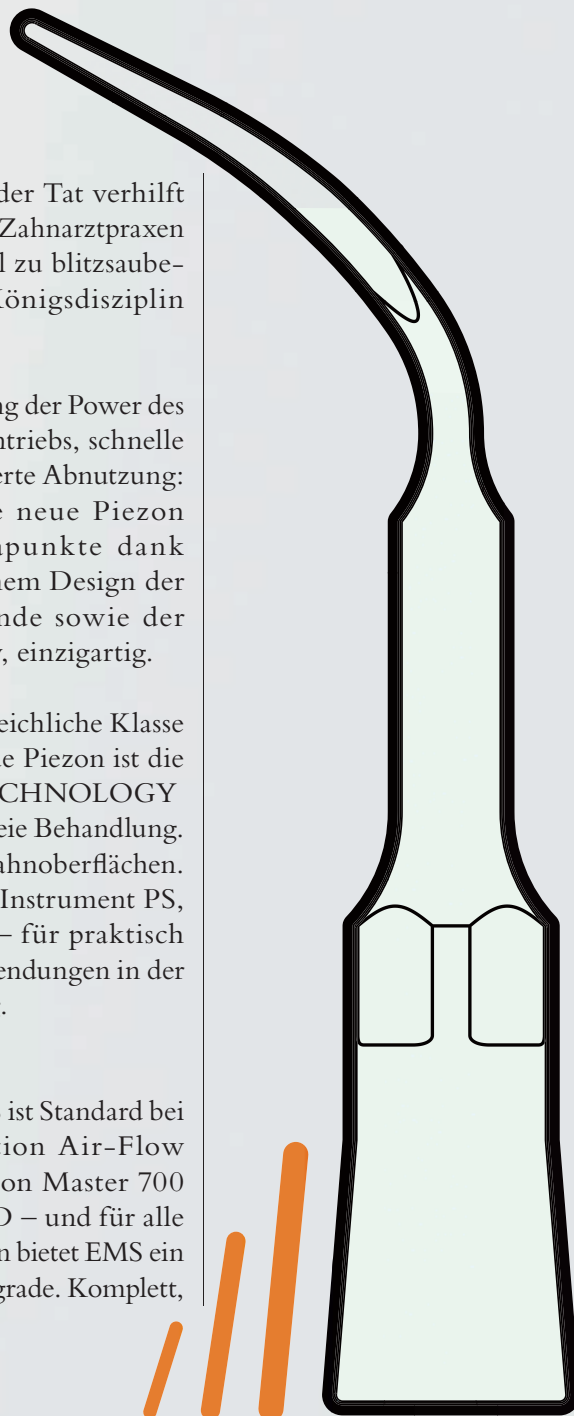 der Tat verhilft
Zahnarztpraxen
l zu blitzsaube-
Königsdisziplin
ng der Power des
ntriebs, schnelle
erte Abnutzung:
e neue Piezon
apunkte dank
nem Design der
nde sowie der
, einzigartig.
eichliche Klasse
e Piezon ist die
CHNOLOGY
eie Behandlung.
ahnoberflächen.
Instrument PS,
– für praktisch
endungen in der
.
ist Standard bei
tion Air-Flow
on Master 700
D – und für alle
n bietet EMS ein
grade. Komplett,